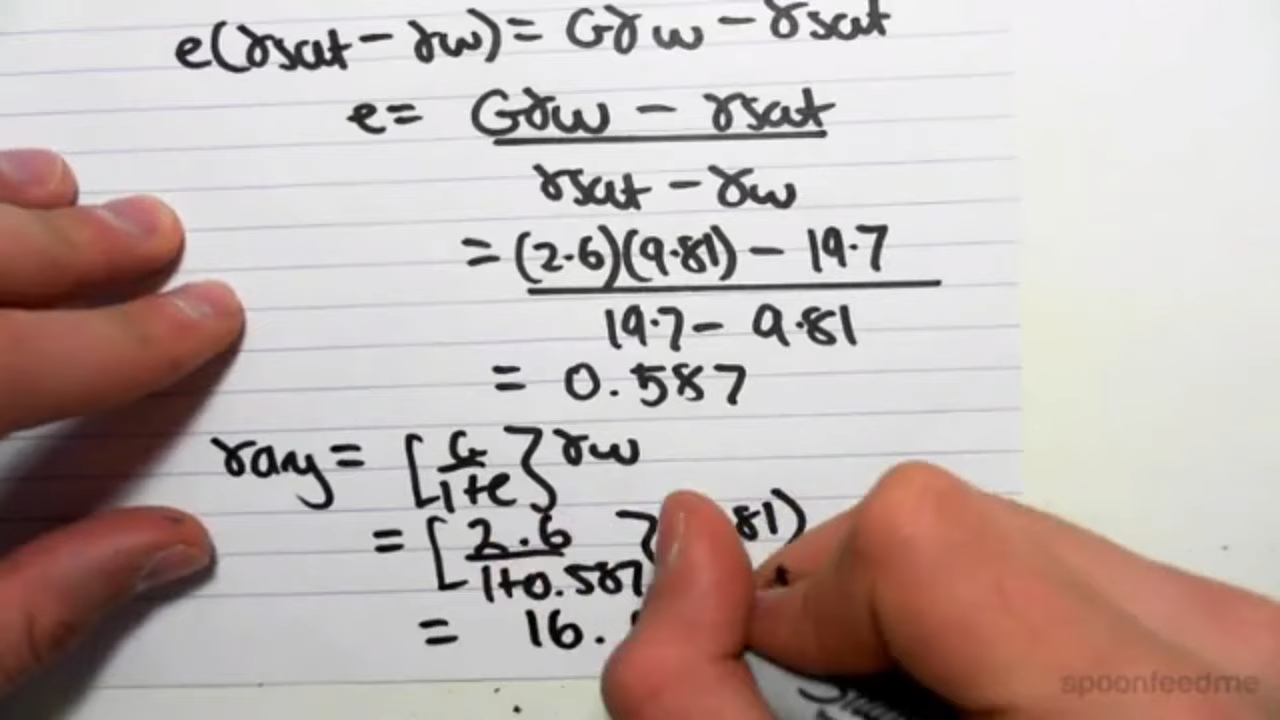 e(γsat - γw) = Gγw - γsat
e = Gγw - γsat
γsat - γw
= (2.6)(9.81) - 19.7
19.7 - 9.81
= 0.587
γdry = [G
1+e] γw
= [2.6
1+0.587] 81)
= 16.
spoonfeedme